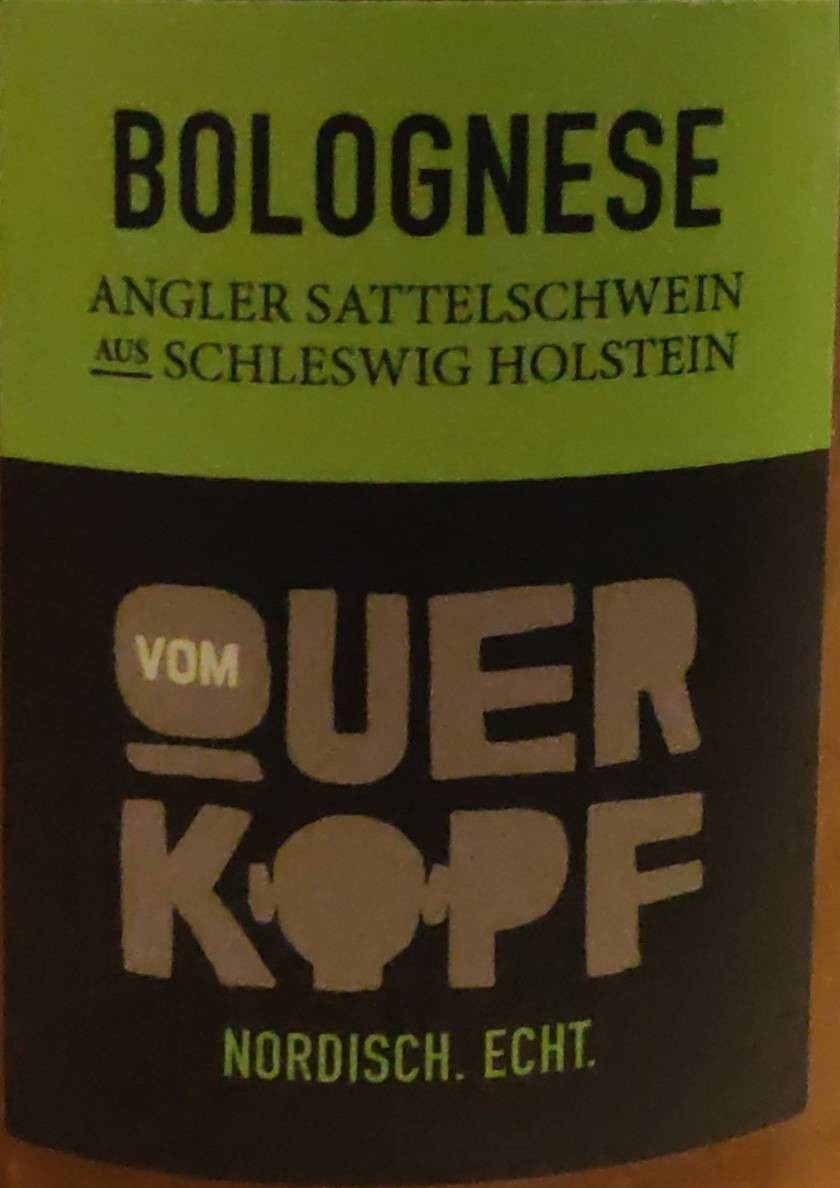 BOLOGNESE
ANGLER SATTELSCHWEIN
AUS SCHLESWIG HOLSTEIN
VOM
QUER
KOPF
NORDISCH. ECHT.